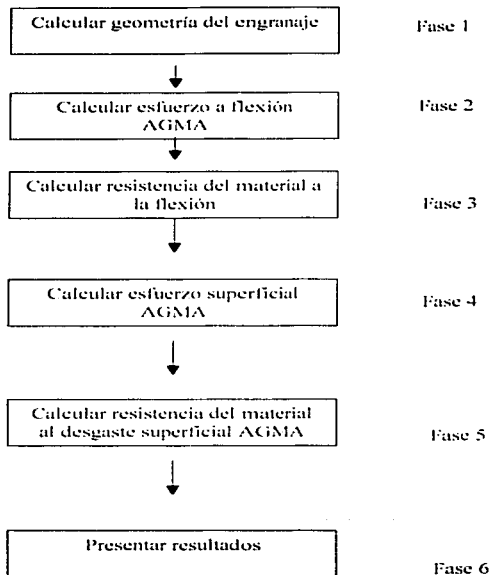 Calcular geometría del engranaje
Fase 1
Calcular esfuerzo a flexión
AGMA
Fase 2
Calcular resistencia del material a
la flexión
Fase 3
Calcular esfuerzo superficial
AGMA
Fase 4
Calcular resistencia del material
al desgaste superficial AGMA
Fase 5
Presentar resultados
Fase 6